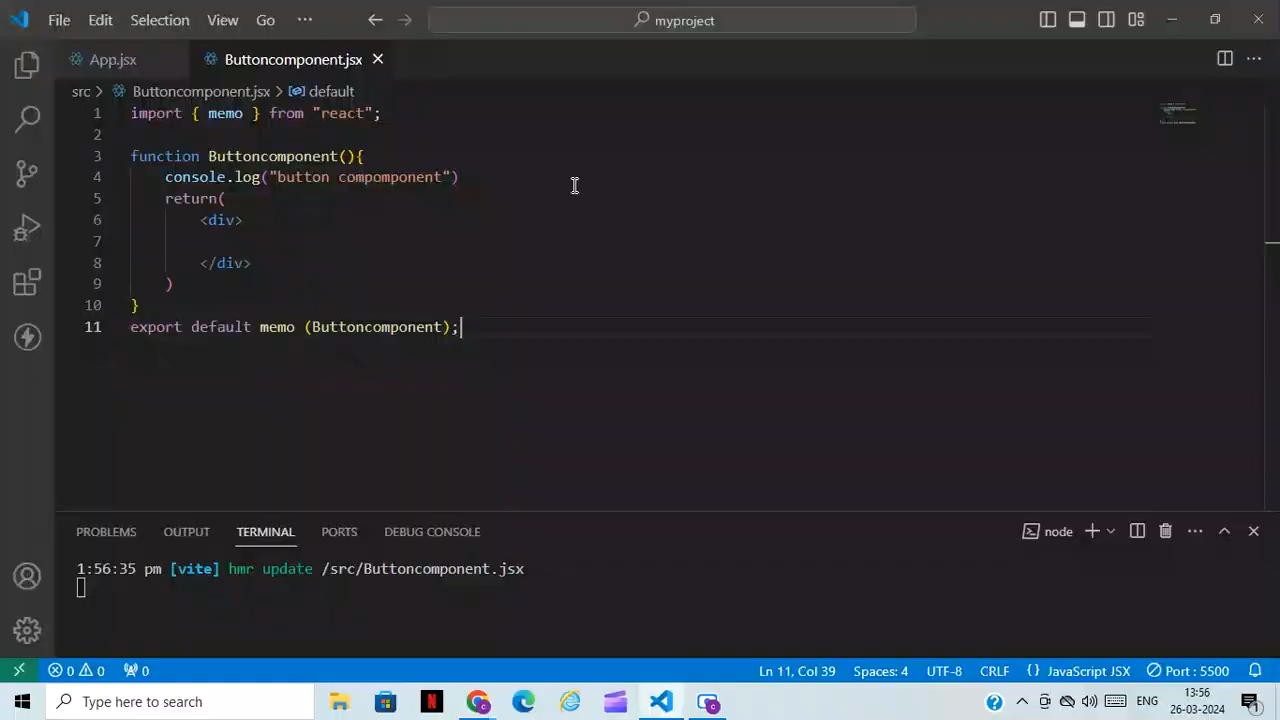 File Edit Selection View Go ··· myproject
App.jsx Buttoncomponent.jsx
src > Buttoncomponent.jsx > default
1 import { memo } from "react";
2
3 function Buttoncomponent(){
4 console.log("button compomponent")
5 return(
6 <div>
7
8 </div>
9 )
10 }
11 export default memo (Buttoncomponent);
PROBLEMS OUTPUT TERMINAL PORTS DEBUG CONSOLE node
1:56:35 pm [vite] hmr update /src/Buttoncomponent.jsx
0 0 0 Ln 11, Col 39 Spaces: 4 UTF-8 CRLF {} JavaScript JSX Port : 5500
Type here to search ENG 13:56
26-03-2024 1